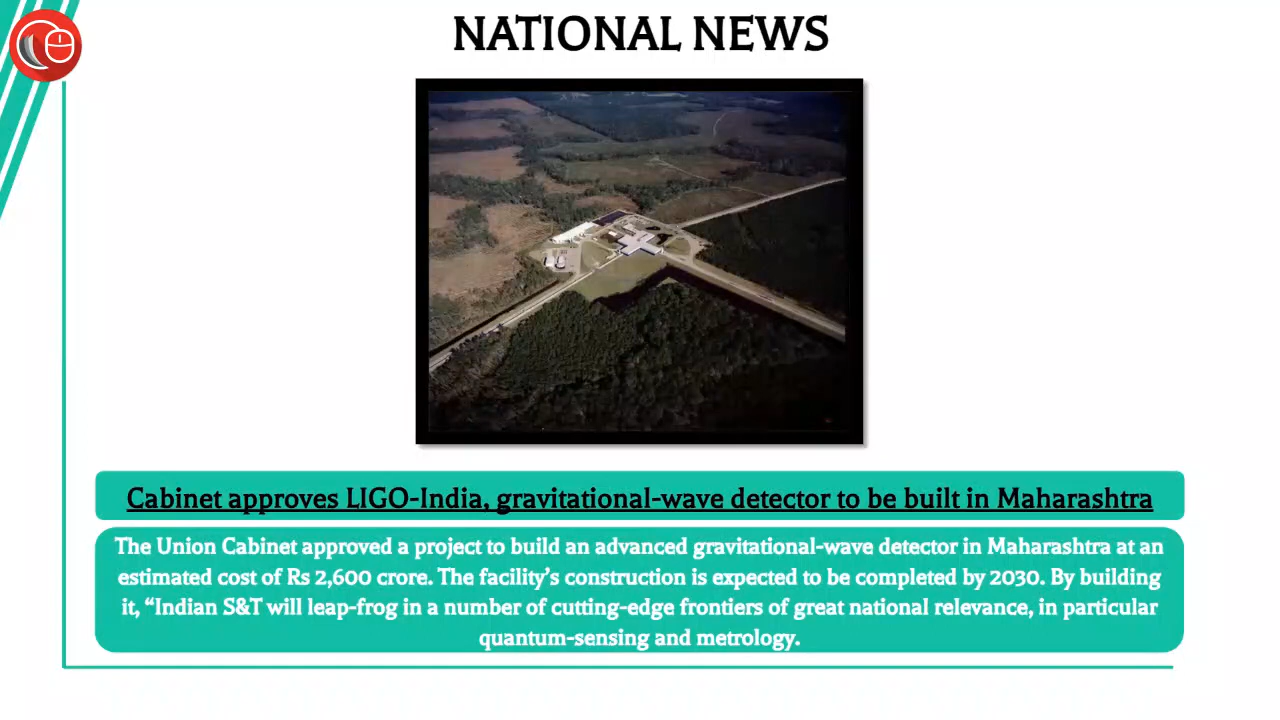 NATIONAL NEWS
Cabinet approves LIGO-India, gravitational-wave detector to be built in Maharashtra
The Union Cabinet approved a project to build an advanced gravitational-wave detector in Maharashtra at an
estimated cost of Rs 2,600 crore. The facility’s construction is expected to be completed by 2030. By building
it, “Indian S&T will leap-frog in a number of cutting-edge frontiers of great national relevance, in particular
quantum-sensing and metrology.